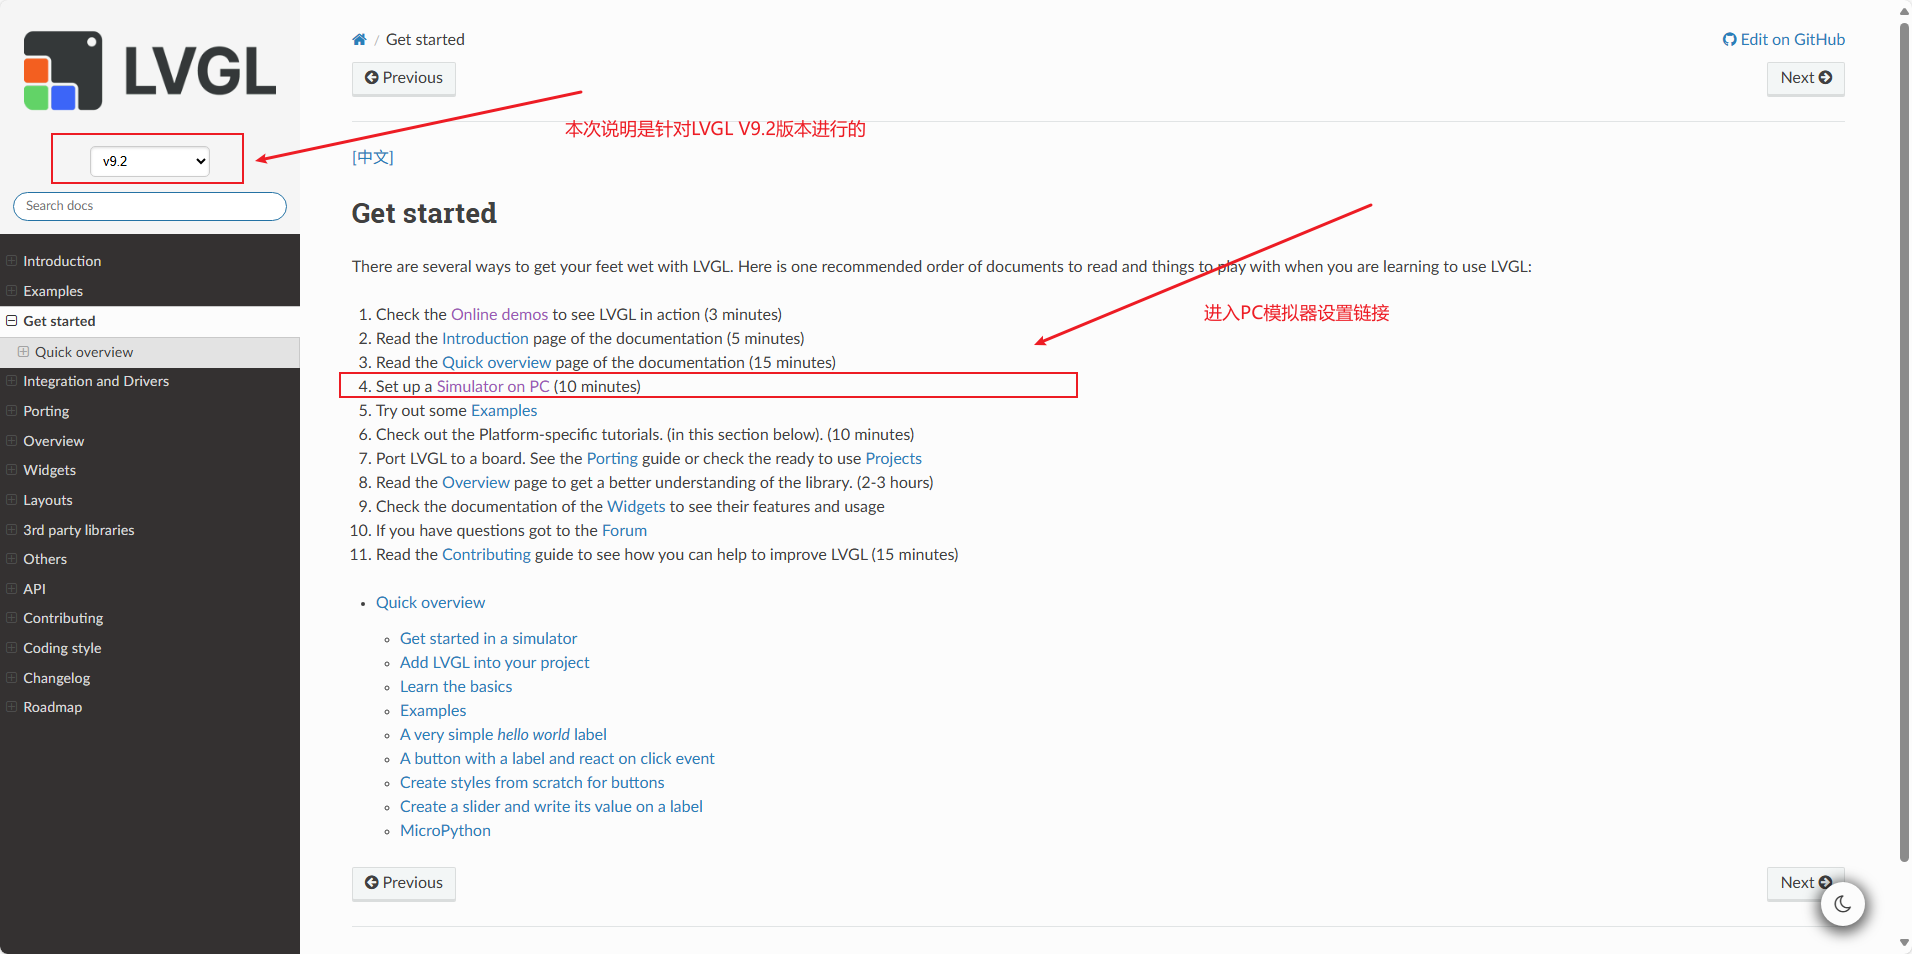 LVGL
v9.2
Search docs
Introduction
Examples
Get started
Quick overview
Integration and Drivers
Porting
Overview
Widgets
Layouts
3rd party libraries
Others
API
Contributing
Coding style
Changelog
Roadmap
/ Get started
Edit on GitHub
Previous
Next
本次说明是针对LVGL V9.2版本进行的
[中文]
Get started
There are several ways to get your feet wet with LVGL. Here is one recommended order of documents to read and things to play with when you are learning to use LVGL:
进入PC模拟器设置链接
1. Check the Online demos to see LVGL in action (3 minutes)
2. Read the Introduction page of the documentation (5 minutes)
3. Read the Quick overview page of the documentation (15 minutes)
4. Set up a Simulator on PC (10 minutes)
5. Try out some Examples
6. Check out the Platform-specific tutorials. (in this section below). (10 minutes)
7. Port LVGL to a board. See the Porting guide or check the ready to use Projects
8. Read the Overview page to get a better understanding of the library. (2-3 hours)
9. Check the documentation of the Widgets to see their features and usage
10. If you have questions got to the Forum
11. Read the Contributing guide to see how you can help to improve LVGL (15 minutes)
• Quick overview
◦ Get started in a simulator
◦ Add LVGL into your project
◦ Learn the basics
◦ Examples
◦ A very simple hello world label
◦ A button with a label and react on click event
◦ Create styles from scratch for buttons
◦ Create a slider and write its value on a label
◦ MicroPython
Previous
Next